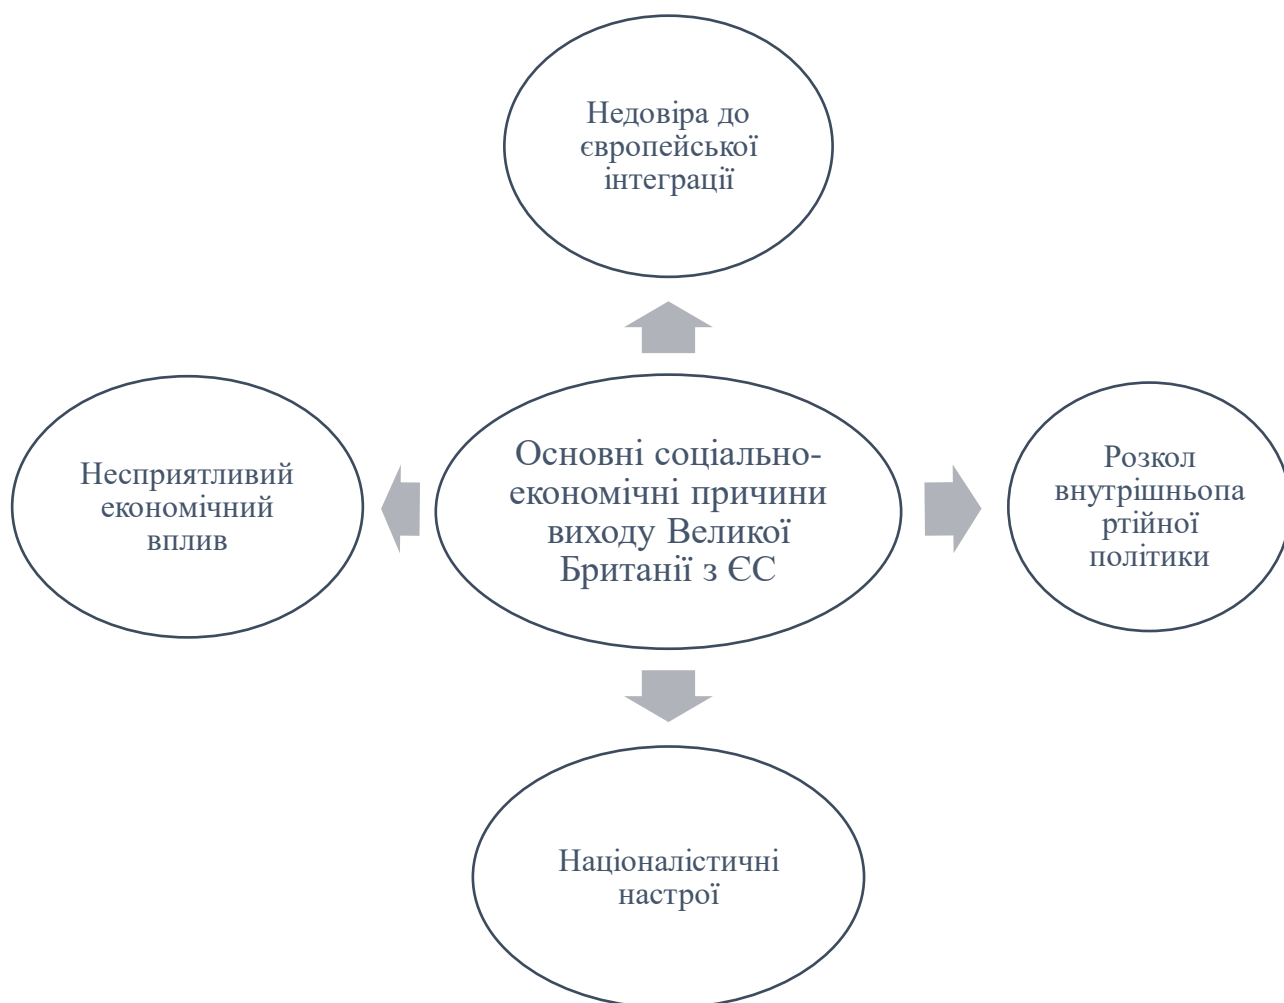 Недовіра до
європейської
інтеграції
Несприятливий
економічний
вплив
Основні соціально-
економічні причини
виходу Великої
Британії з ЄС
Розкол
внутрішньопа
ртійної
політики
Націоналістичні
настрої